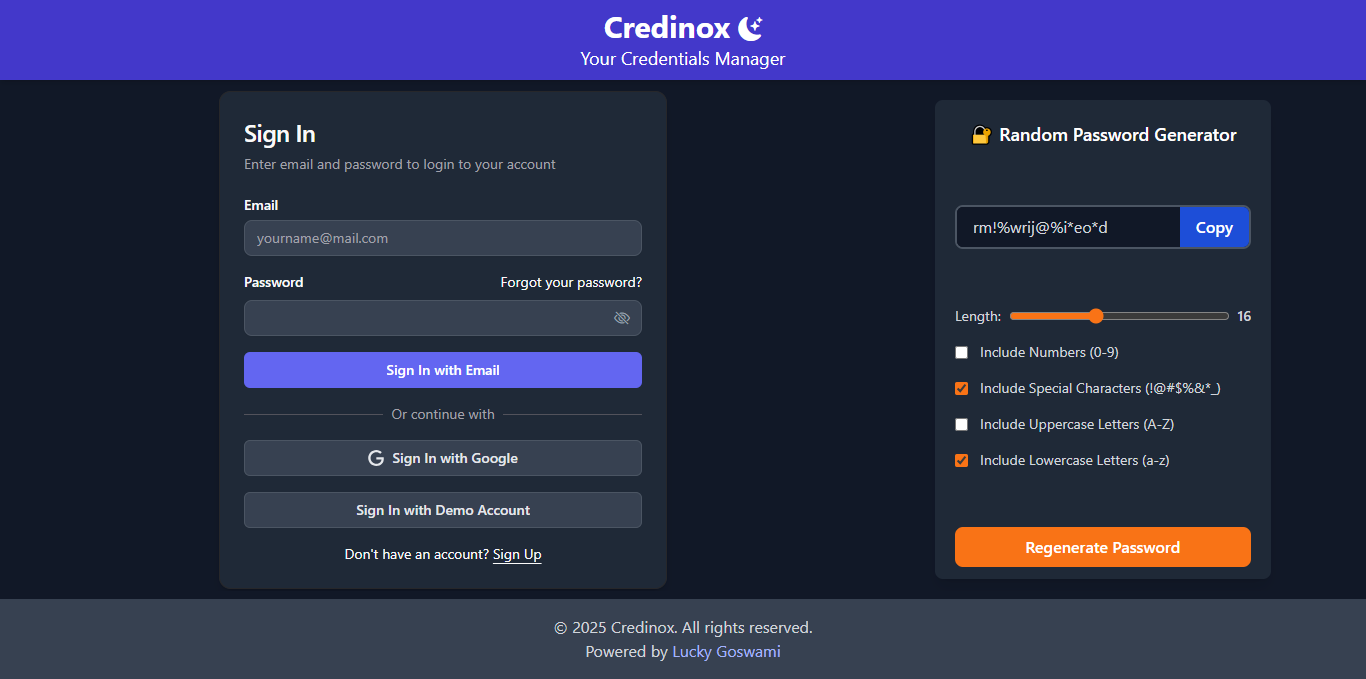 Credinox
Your Credentials Manager
Sign In
Enter email and password to login to your account
Email
yourname@mail.com
Password
Forgot your password?
Sign In with Email
Or continue with
Sign In with Google
Sign In with Demo Account
Don't have an account? Sign Up
Random Password Generator
rm!%wrij@%i*eo*d
Copy
Length:
16
Include Numbers (0-9)
Include Special Characters (!@#$%&*_)
Include Uppercase Letters (A-Z)
Include Lowercase Letters (a-z)
Regenerate Password
© 2025 Credinox. All rights reserved.
Powered by Lucky Goswami